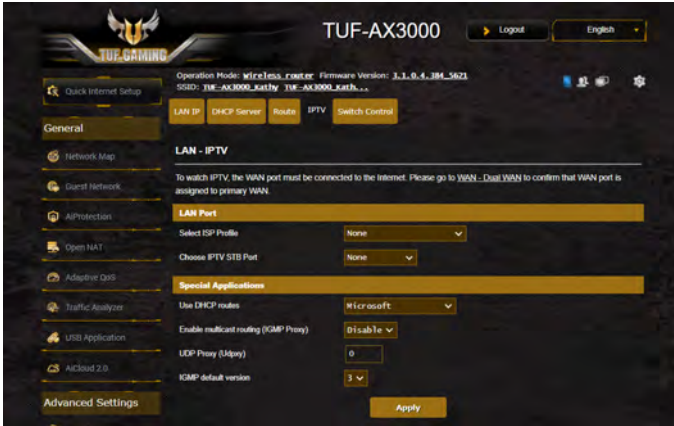 TUF GAMING
TUF-AX3000
Logout
English
Operation Mode: Wireless router Firmware Version: 3.1.0.4.384_5621
SSID: TUF-AX3000_Kathy TUF-AX3000_Kath...
Quick Internet Setup
General
Network Map
Guest Network
AiProtection
Open NAT
Adaptive QoS
Traffic Analyzer
USB Application
AiCloud 2.0
Advanced Settings
LAN IP DHCP Server Route IPTV Switch Control
LAN - IPTV
To watch IPTV, the WAN port must be connected to the Internet. Please go to WAN - Dual WAN to confirm that WAN port is
assigned to primary WAN.
LAN Port
Select ISP Profile None
Choose IPTV STB Port None
Special Applications
Use DHCP routes Microsoft
Enable multicast routing (IGMP Proxy) Disable
UDP Proxy (Udpxy) 0
IGMP default version 3
Apply